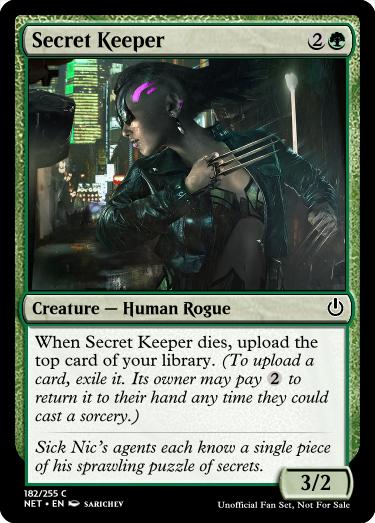 Secret Keeper 2
Creature — Human Rogue
When Secret Keeper dies, upload the
top card of your library. (To upload a
card, exile it. Its owner may pay 2 to
return it to their hand any time they could
cast a sorcery.)
Sick Nic's agents each know a single piece
of his sprawling puzzle of secrets.
3/2
182/255 C
NET • EN SARICHEV
Unofficial Fan Set, Not For Sale